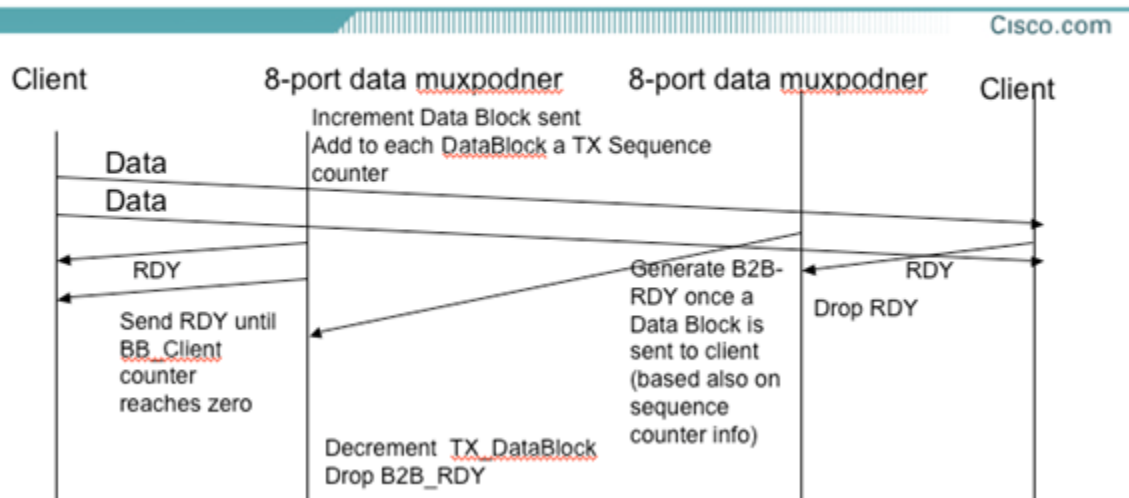 Cisco.com
Client
8-port data muxpodner
8-port data muxpodner
Client
Increment Data Block sent
Add to each DataBlock a TX Sequence
counter
Data
Data
RDY
Send RDY until
BB_Client
counter
reaches zero
Generate B2B-
RDY once a
Data Block is
sent to client
(based also on
sequence
counter info)
RDY
Drop RDY
Decrement TX_DataBlock
Drop B2B_RDY